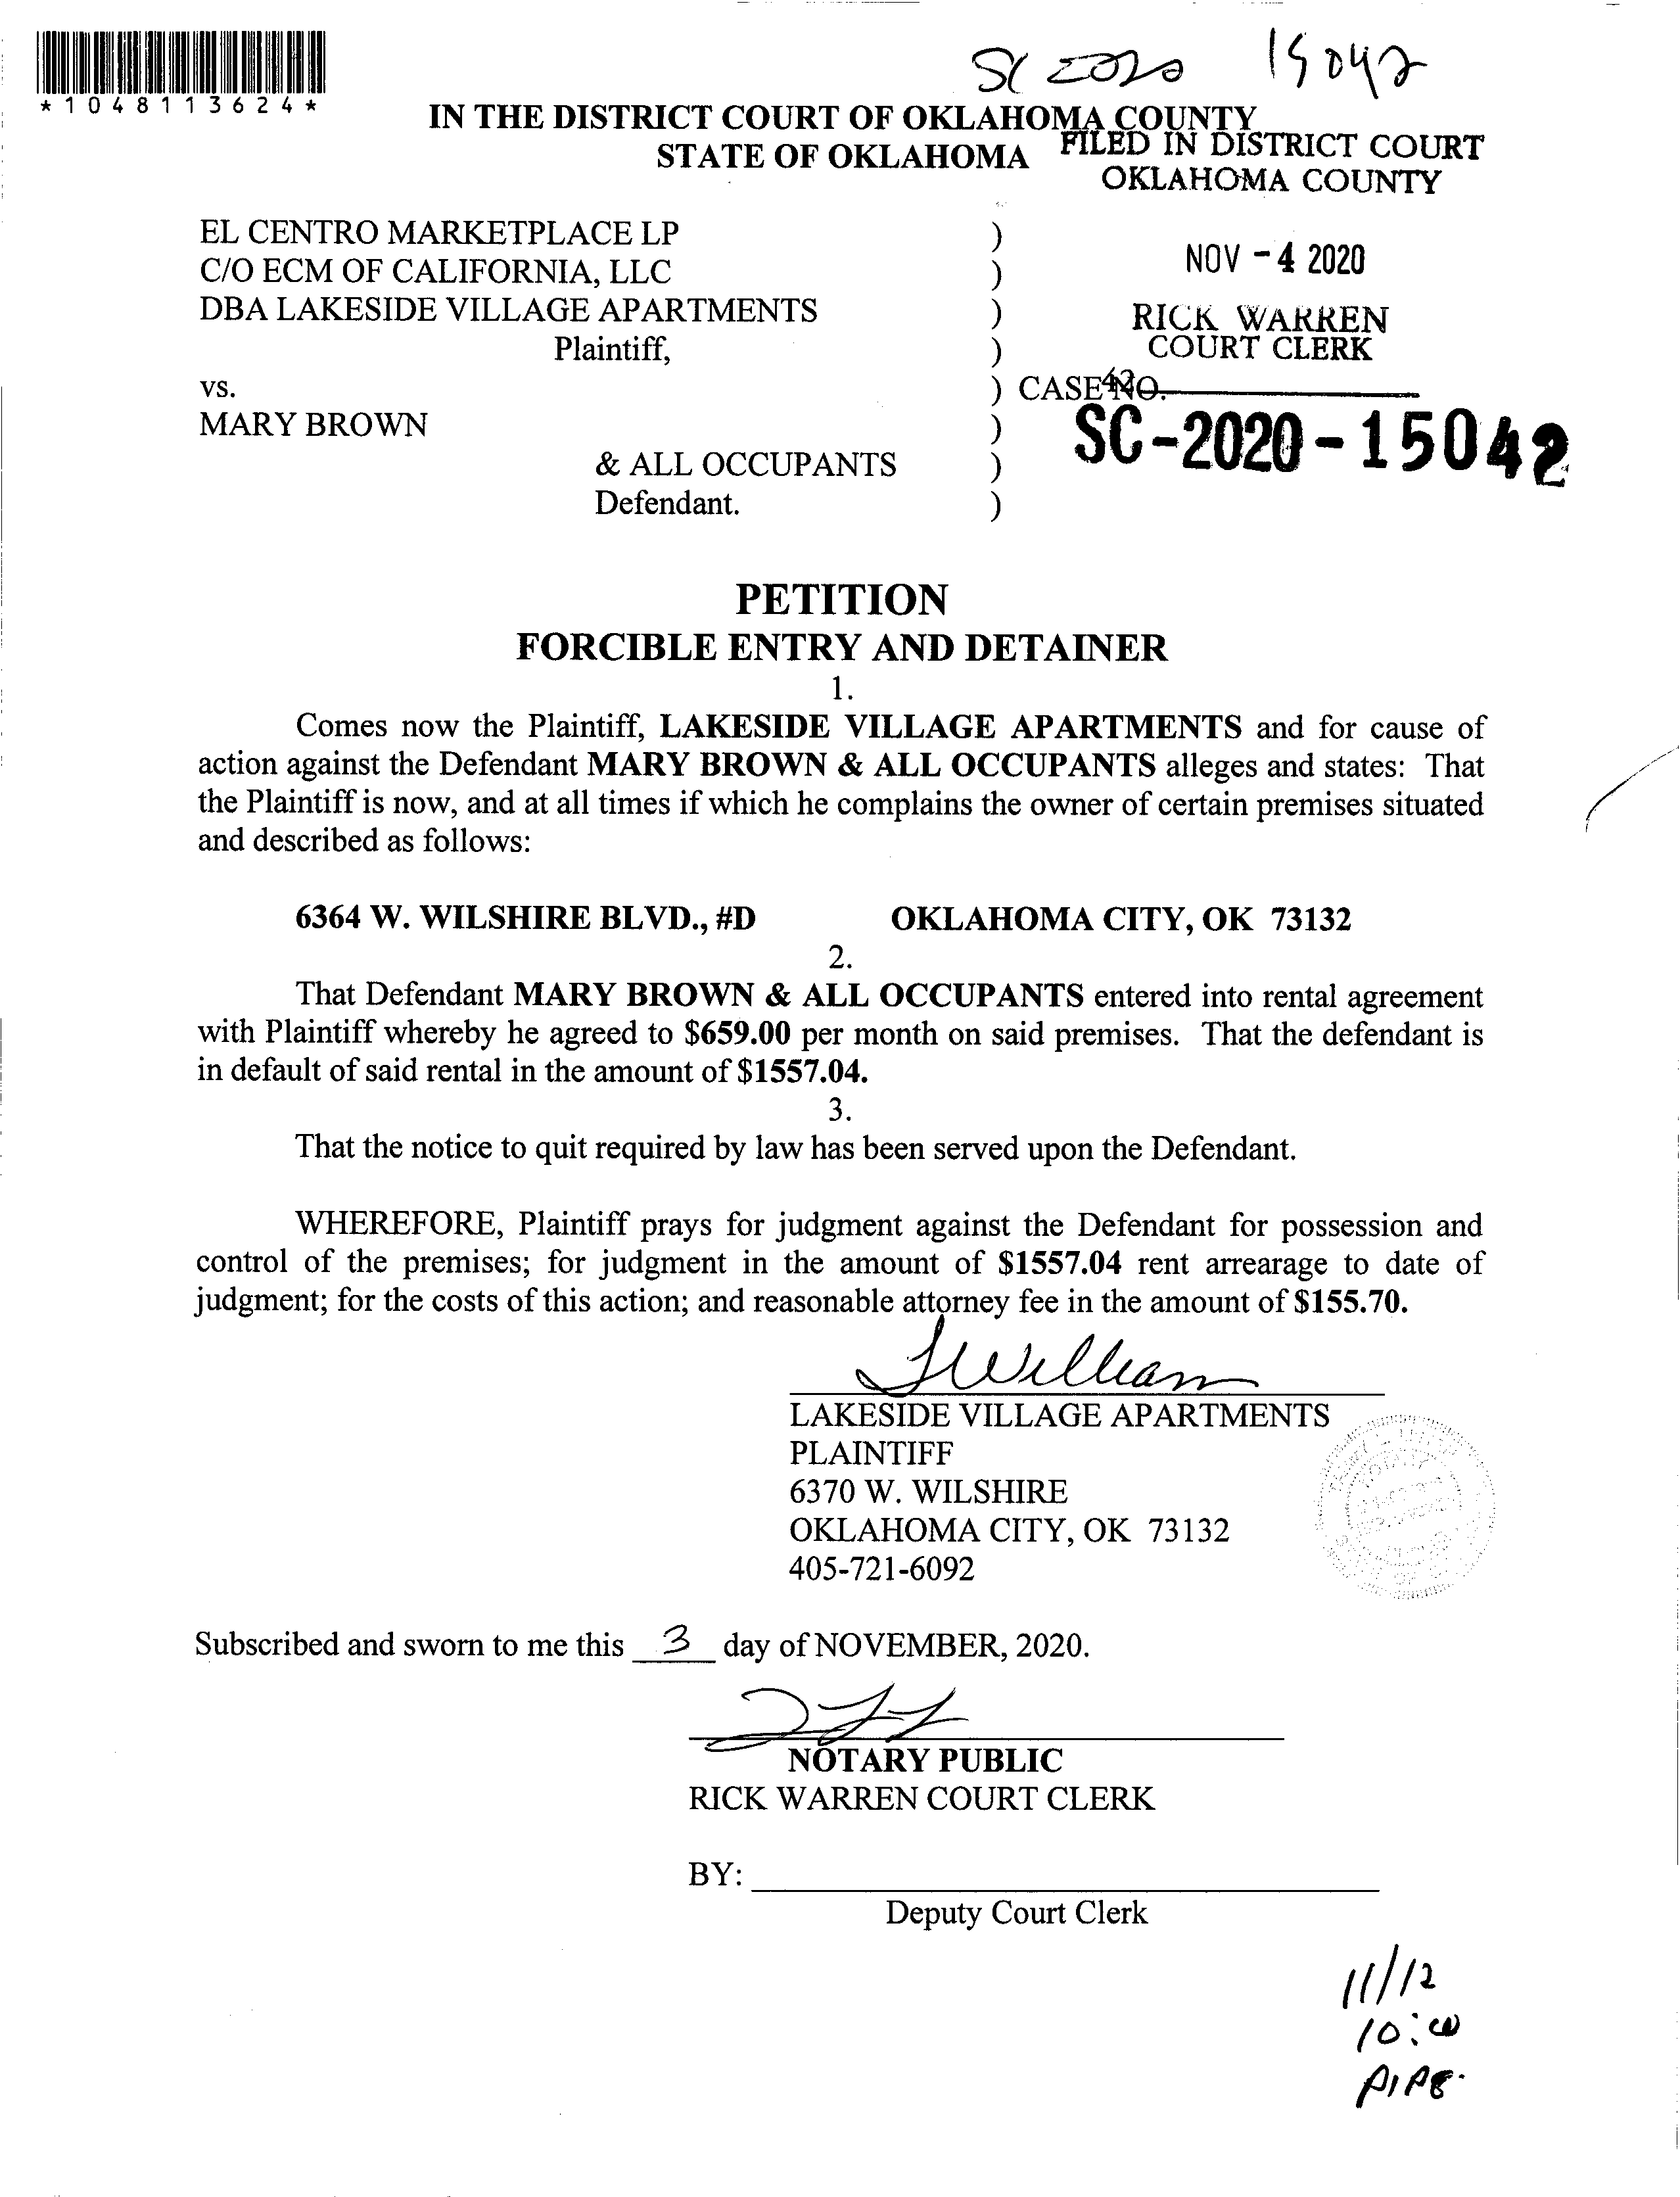 SC 2020 15042
*1048113624*
IN THE DISTRICT COURT OF OKLAHOMA COUNTY
STATE OF OKLAHOMA
FILED IN DISTRICT COURT
OKLAHOMA COUNTY
EL CENTRO MARKETPLACE LP )
C/O ECM OF CALIFORNIA, LLC )
NOV -4 2020
DBA LAKESIDE VILLAGE APARTMENTS )
RICK WARREN
Plaintiff, )
COURT CLERK
vs. ) CASE NO.
42
MARY BROWN )
SC-2020-15042
& ALL OCCUPANTS )
Defendant. )
PETITION
FORCIBLE ENTRY AND DETAINER
1.
Comes now the Plaintiff, LAKESIDE VILLAGE APARTMENTS and for cause of
action against the Defendant MARY BROWN & ALL OCCUPANTS alleges and states: That
the Plaintiff is now, and at all times if which he complains the owner of certain premises situated
and described as follows:
6364 W. WILSHIRE BLVD., #D OKLAHOMA CITY, OK 73132
2.
That Defendant MARY BROWN & ALL OCCUPANTS entered into rental agreement
with Plaintiff whereby he agreed to $659.00 per month on said premises. That the defendant is
in default of said rental in the amount of $1557.04.
3.
That the notice to quit required by law has been served upon the Defendant.
WHEREFORE, Plaintiff prays for judgment against the Defendant for possession and
control of the premises; for judgment in the amount of $1557.04 rent arrearage to date of
judgment; for the costs of this action; and reasonable attorney fee in the amount of $155.70.
LAKESIDE VILLAGE APARTMENTS
PLAINTIFF
6370 W. WILSHIRE
OKLAHOMA CITY, OK 73132
405-721-6092
Subscribed and sworn to me this 3 day of NOVEMBER, 2020.
NOTARY PUBLIC
RICK WARREN COURT CLERK
BY:
Deputy Court Clerk
11/12
10:00